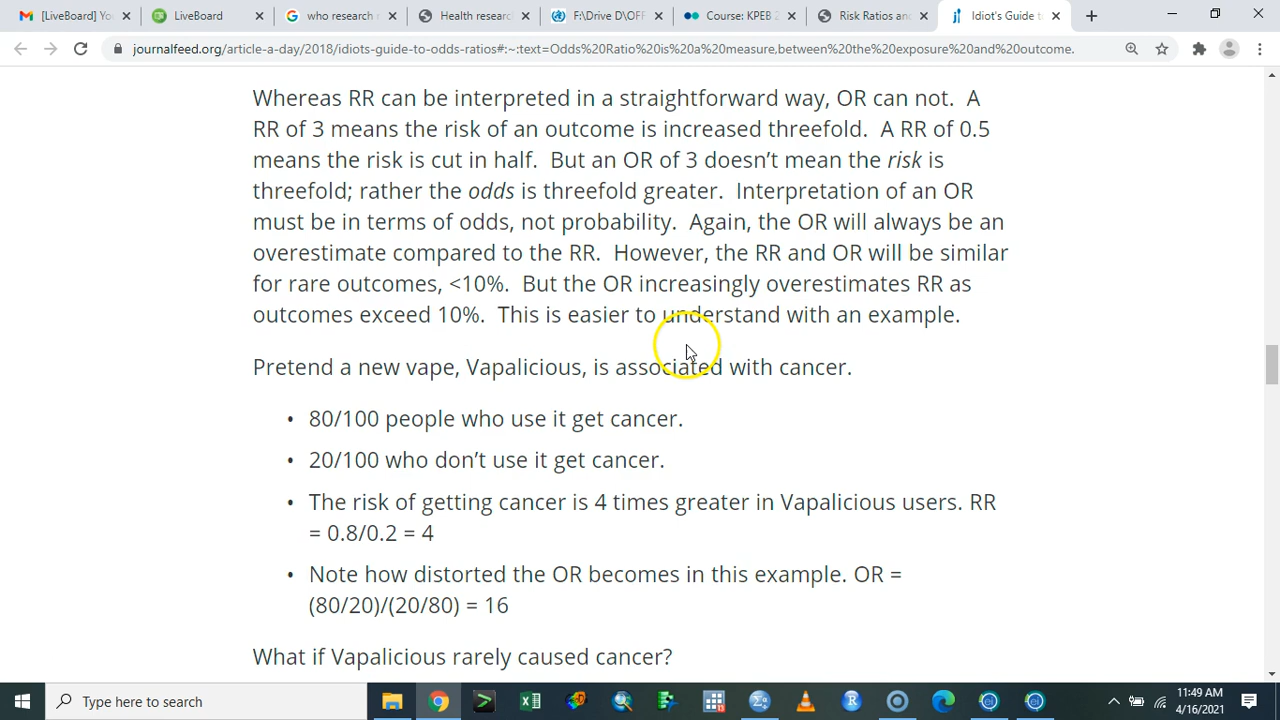 [LiveBoard] You
LiveBoard
who research
Health researc
F:\Drive D\OFF
Course: KPEB 2
Risk Ratios and
Idiot's Guide to
journalfeed.org/article-a-day/2018/idiots-guide-to-odds-ratios#:~:text=Odds%20Ratio%20is%20a%20measure,between%20the%20exposure%20and%20outcome.
Whereas RR can be interpreted in a straightforward way, OR can not. A
RR of 3 means the risk of an outcome is increased threefold. A RR of 0.5
means the risk is cut in half. But an OR of 3 doesn't mean the risk is
threefold; rather the odds is threefold greater. Interpretation of an OR
must be in terms of odds, not probability. Again, the OR will always be an
overestimate compared to the RR. However, the RR and OR will be similar
for rare outcomes, <10%. But the OR increasingly overestimates RR as
outcomes exceed 10%. This is easier to understand with an example.
Pretend a new vape, Vapalicious, is associated with cancer.
• 80/100 people who use it get cancer.
• 20/100 who don't use it get cancer.
• The risk of getting cancer is 4 times greater in Vapalicious users. RR
= 0.8/0.2 = 4
• Note how distorted the OR becomes in this example. OR =
(80/20)/(20/80) = 16
What if Vapalicious rarely caused cancer?
Type here to search
11:49 AM
4/16/2021